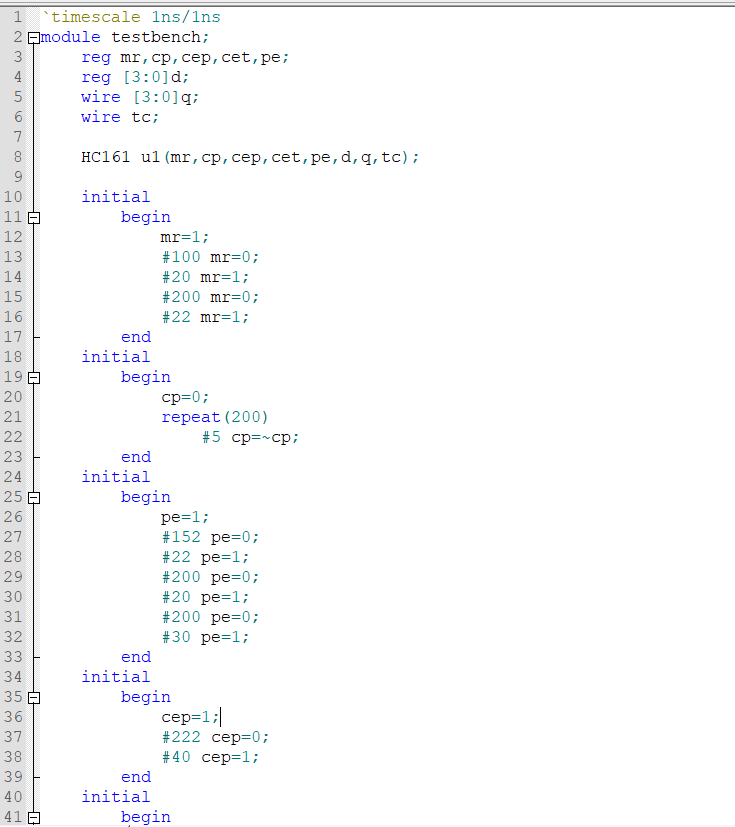 1 `timescale 1ns/1ns
2 module testbench;
3     reg mr,cp,cep,cet,pe;
4     reg [3:0]d;
5     wire [3:0]q;
6     wire tc;
7
8     HC161 u1(mr,cp,cep,cet,pe,d,q,tc);
9
10     initial
11         begin
12             mr=1;
13             #100 mr=0;
14             #20 mr=1;
15             #200 mr=0;
16             #22 mr=1;
17         end
18     initial
19         begin
20             cp=0;
21             repeat(200)
22                 #5 cp=~cp;
23         end
24     initial
25         begin
26             pe=1;
27             #152 pe=0;
28             #22 pe=1;
29             #200 pe=0;
30             #20 pe=1;
31             #200 pe=0;
32             #30 pe=1;
33         end
34     initial
35         begin
36             cep=1;
37             #222 cep=0;
38             #40 cep=1;
39         end
40     initial
41         begin